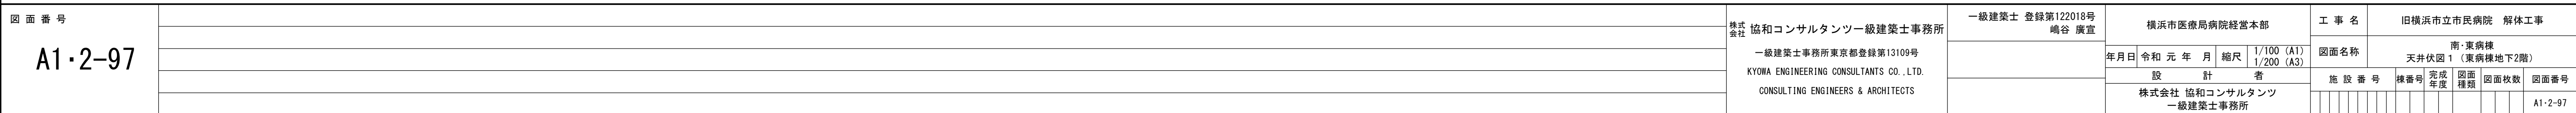 図面番号
A1・2-97
株式会社 協和コンサルタンツ一級建築士事務所
一級建築士事務所東京都登録第13109号
KYOWA ENGINEERING CONSULTANTS CO.,LTD.
CONSULTING ENGINEERS & ARCHITECTS
一級建築士 登録第122018号
嶋谷 廣宣
横浜市医療局病院経営本部
年月日 令和 元 年 月 縮尺 1/100 (A1)
1/200 (A3)
設計者
株式会社 協和コンサルタンツ
一級建築士事務所
工事名 旧横浜市立市民病院 解体工事
図面名称 南・東病棟
天井伏図1(東病棟地下2階)
施設番号 棟番号 完成年度 図面種類 図面枚数 図面番号
A1・2-97